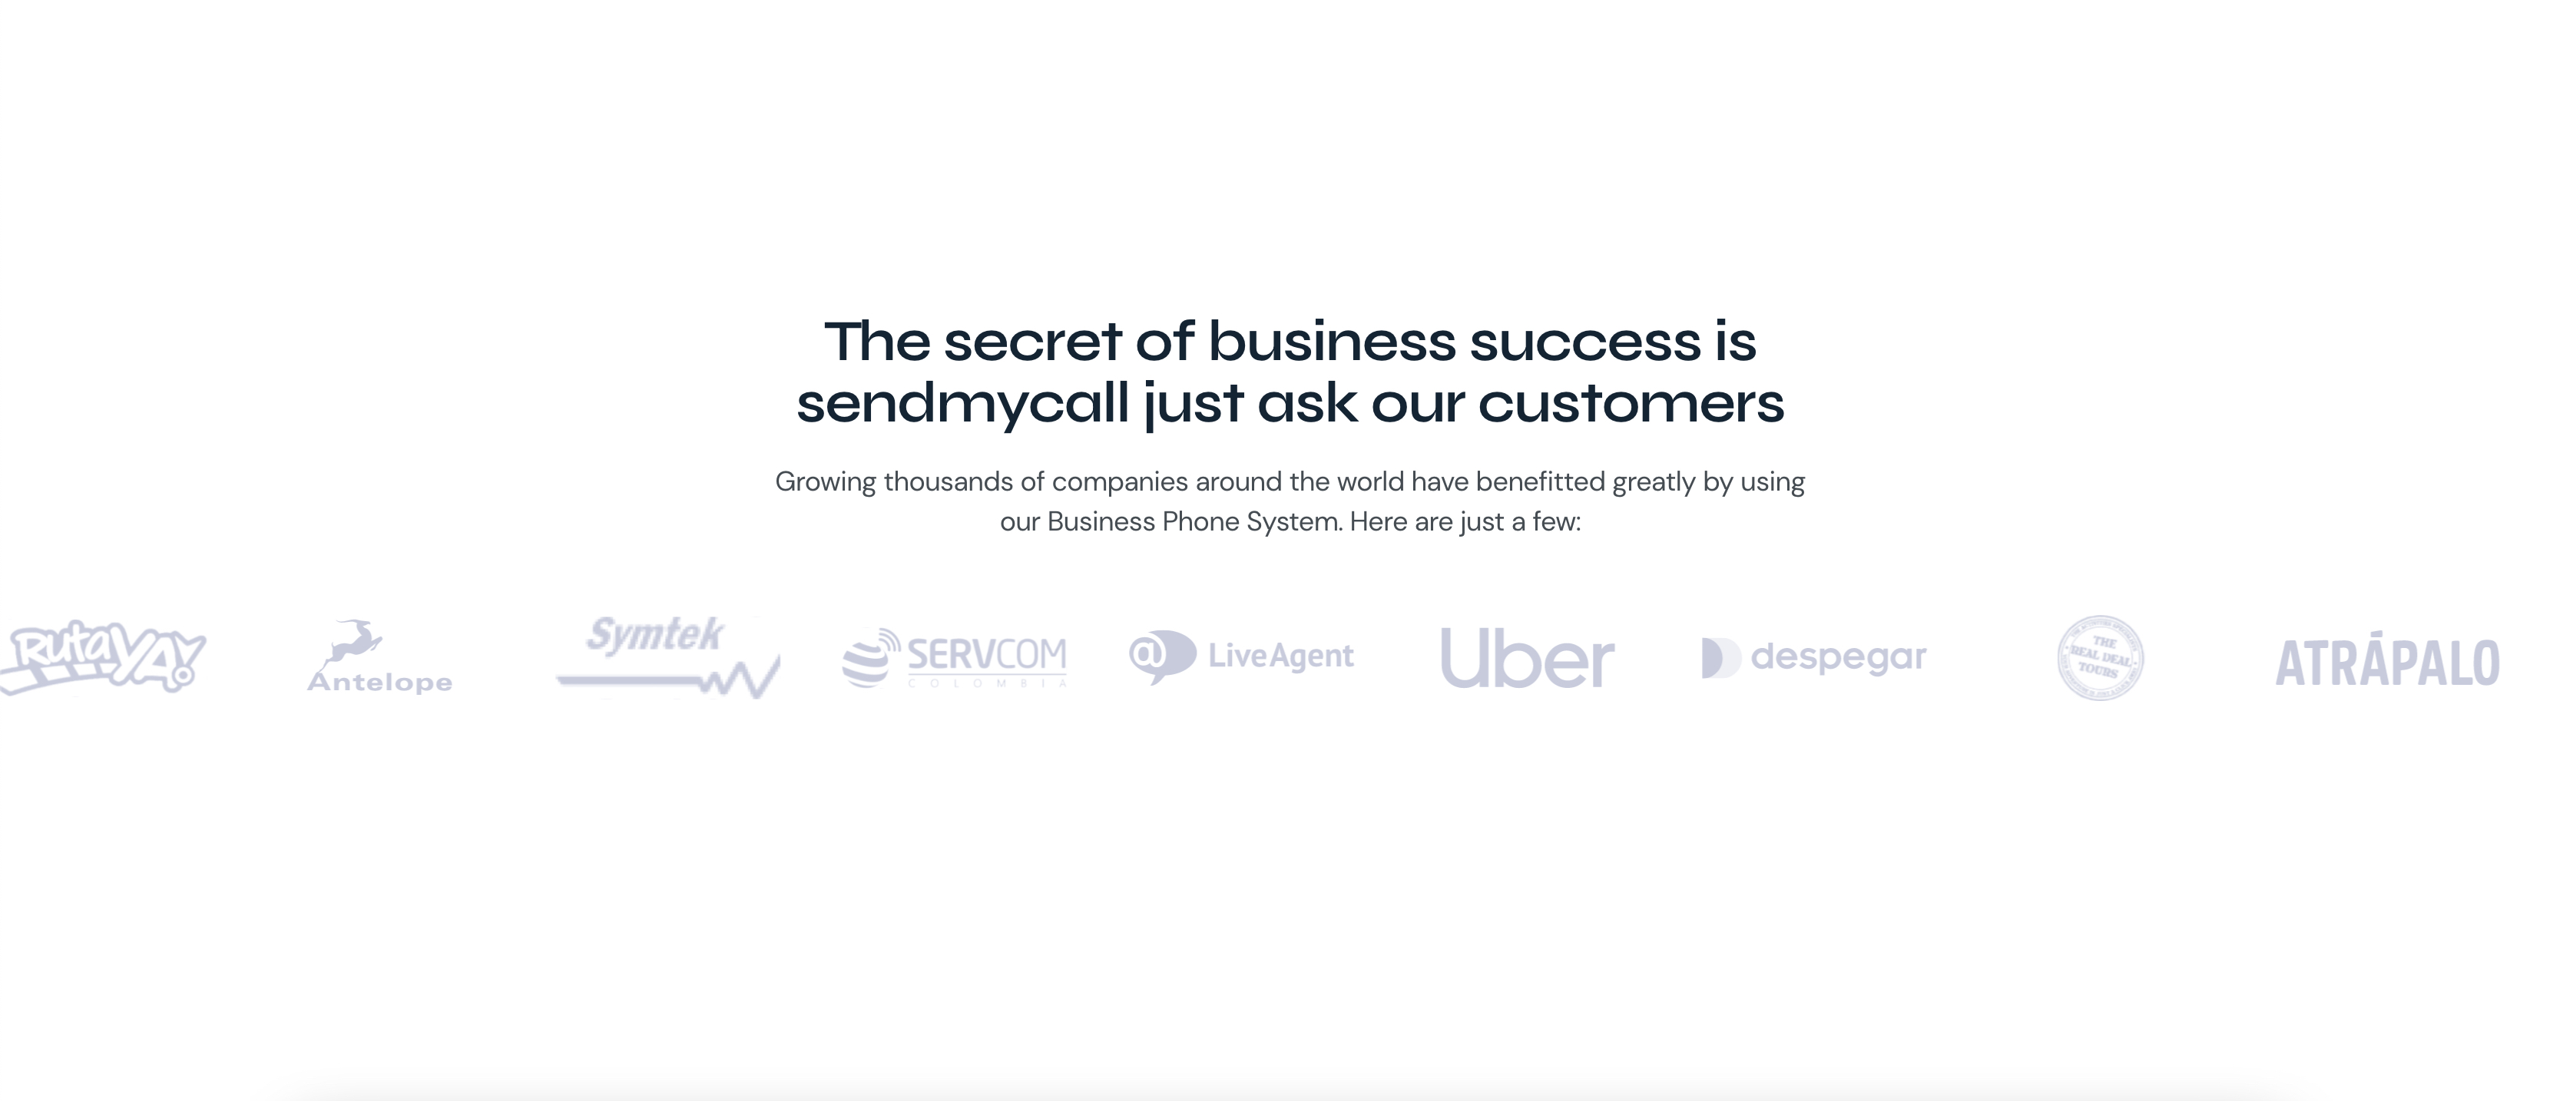 The secret of business success is
sendmycall just ask our customers
Growing thousands of companies around the world have benefitted greatly by using
our Business Phone System. Here are just a few:
RutaYA!
Antelope
Symtek
SERVCOM
COLOMBIA
LiveAgent
Uber
despegar
THE
REAL DEAL
TOURS
ATRÁPALO